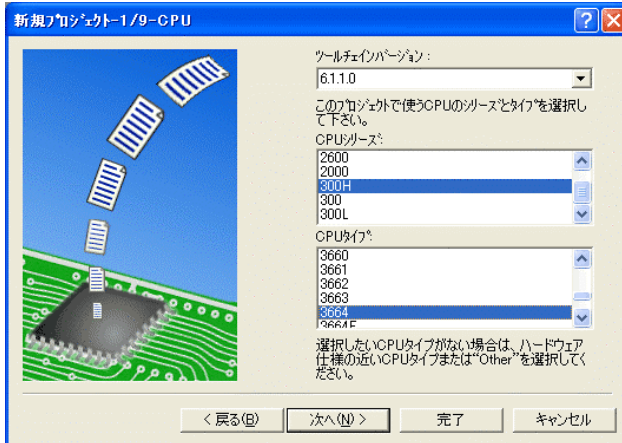 新規ﾌﾟﾛｼﾞｪｸﾄ-1/9-CPU
ﾂｰﾙﾁｪｲﾝﾊﾞｰｼﾞｮﾝ :
6.1.1.0
このﾌﾟﾛｼﾞｪｸﾄで使うCPUのｼﾘｰｽﾞとﾀｲﾌﾟを選択し
て下さい。
CPUｼﾘｰｽﾞ:
2600
2000
300H
300
300L
CPUﾀｲﾌﾟ:
3660
3661
3662
3663
3664
3664F
選択したいCPUﾀｲﾌﾟがない場合は、ハードウェア
仕様の近いCPUﾀｲﾌﾟまたは“Other”を選択してく
ださい。
< 戻る(B)
次へ(N) >
完了
キャンセル